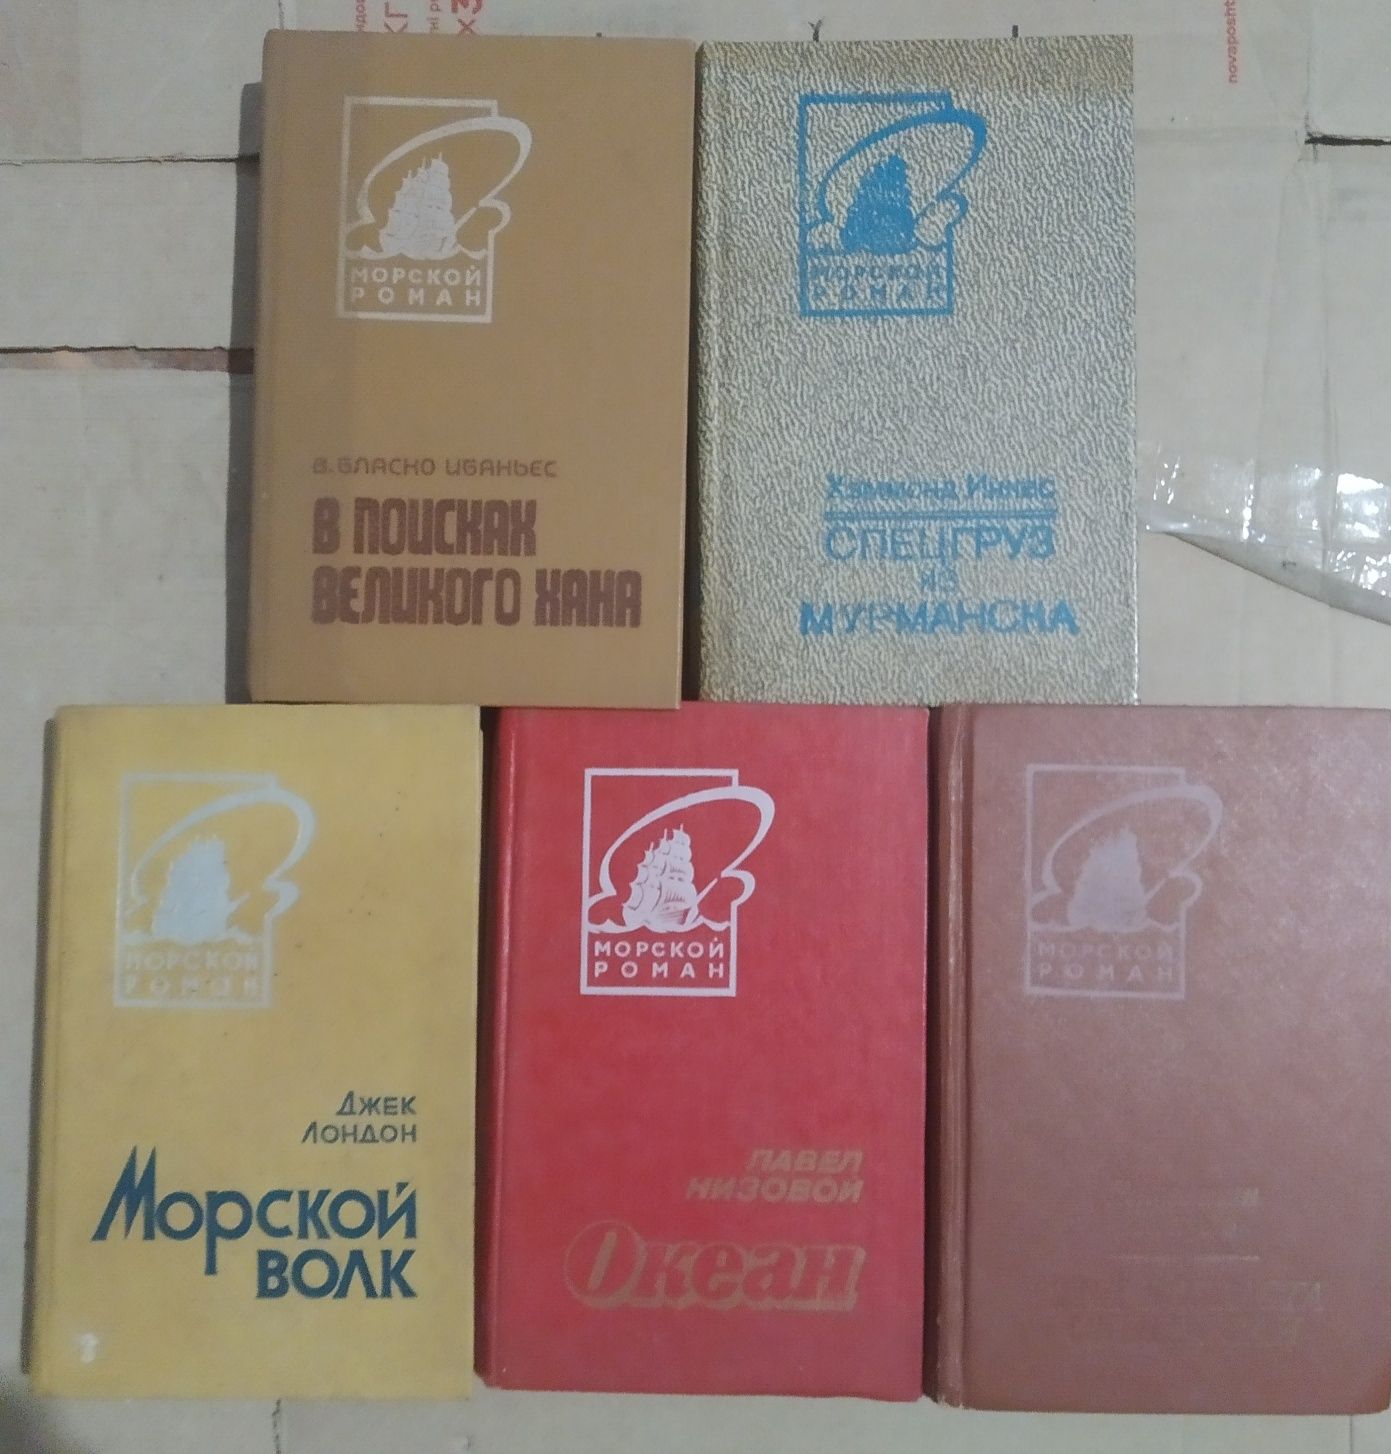 novaposht
МОРСКОЙ
РОМАН
В. БЛАСКО ИБАНЬЕС
В ПОИСКАХ
ВЕЛИКОГО ХАНА
МОРСКОЙ
РОМАН
Хэммонд Иннес
СПЕЦГРУЗ
ИЗ
МУРМАНСКА
МОРСКОЙ
РОМАН
ДЖЕК
ЛОНДОН
МОРСКОЙ
ВОЛК
МОРСКОЙ
РОМАН
ПАВЕЛ
НИЗОВОЙ
Океан
МОРСКОЙ
РОМАН